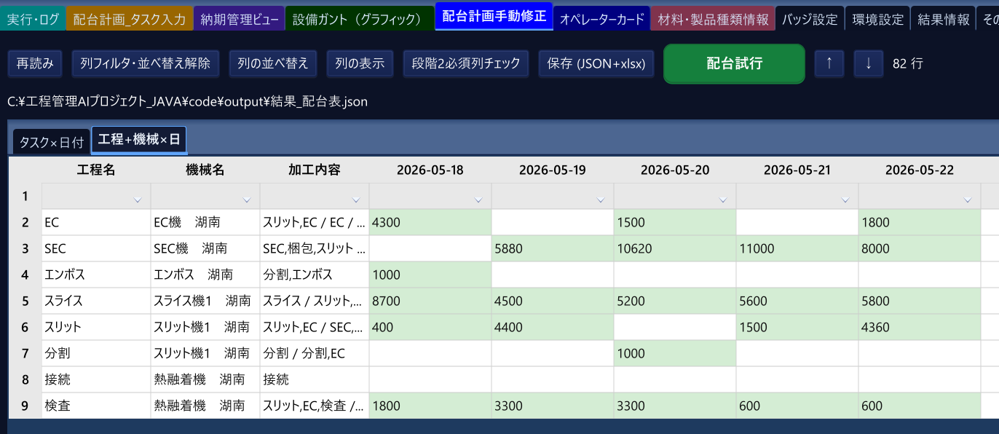 実行・ログ 配台計画_タスク入力 納期管理ビュー 設備ガント（グラフィック） 配台計画手動修正 オペレーターカード 材料・製品種類情報 バッジ設定 環境設定 結果情報 その
再読み 列フィルタ・並べ替え解除 列の並べ替え 列の表示 段階2必須列チェック 保存 (JSON+xlsx) 配台試行 ↑ ↓ 82 行
C:¥工程管理AIプロジェクト_JAVA¥code¥output¥結果_配台表.json
タスク×日付 工程+機械×日
工程名 機械名 加工内容 2026-05-18 2026-05-19 2026-05-20 2026-05-21 2026-05-22
1
2 EC EC機　湖南 スリット,EC / EC / ... 4300 1500 1800
3 SEC SEC機　湖南 SEC,梱包,スリット ... 5880 10620 11000 8000
4 エンボス エンボス　湖南 分割,エンボス 1000
5 スライス スライス機1　湖南 スライス / スリット,... 8700 4500 5200 5600 5800
6 スリット スリット機1　湖南 スリット,EC / SEC,... 400 4400 1500 4360
7 分割 スリット機1　湖南 分割 / 分割,EC 1000
8 接続 熱融着機　湖南 接続
9 検査 熱融着機　湖南 スリット,EC,検査 /... 1800 3300 3300 600 600